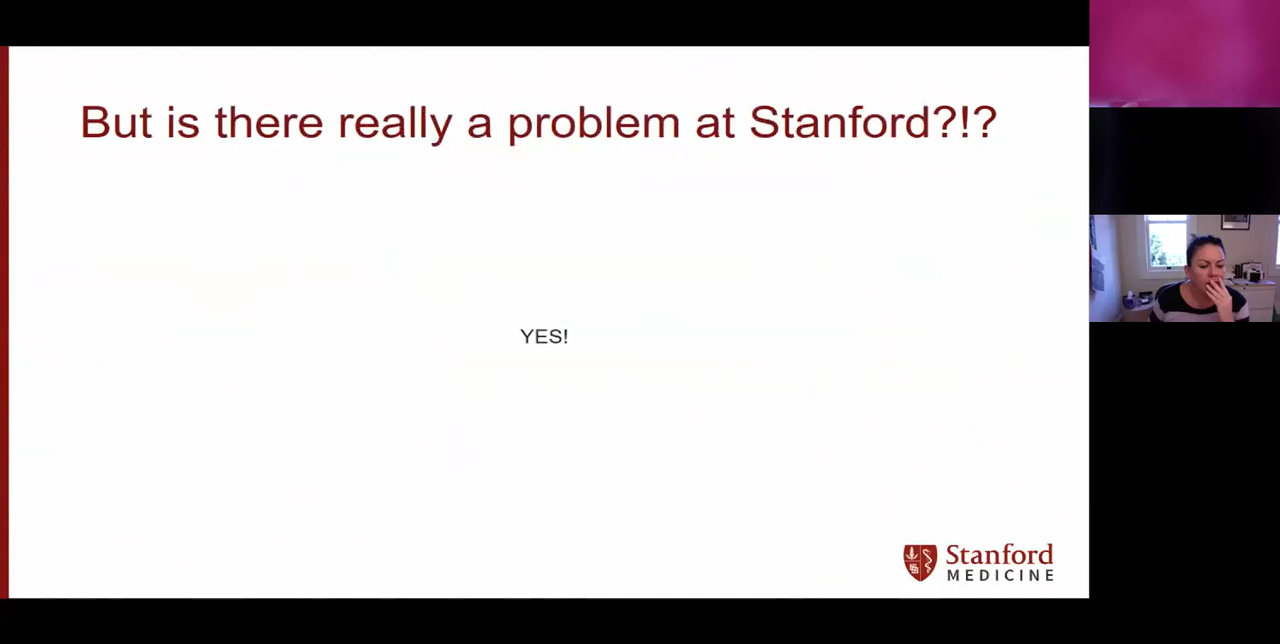 But is there really a problem at Stanford?!?
YES!
Stanford
MEDICINE